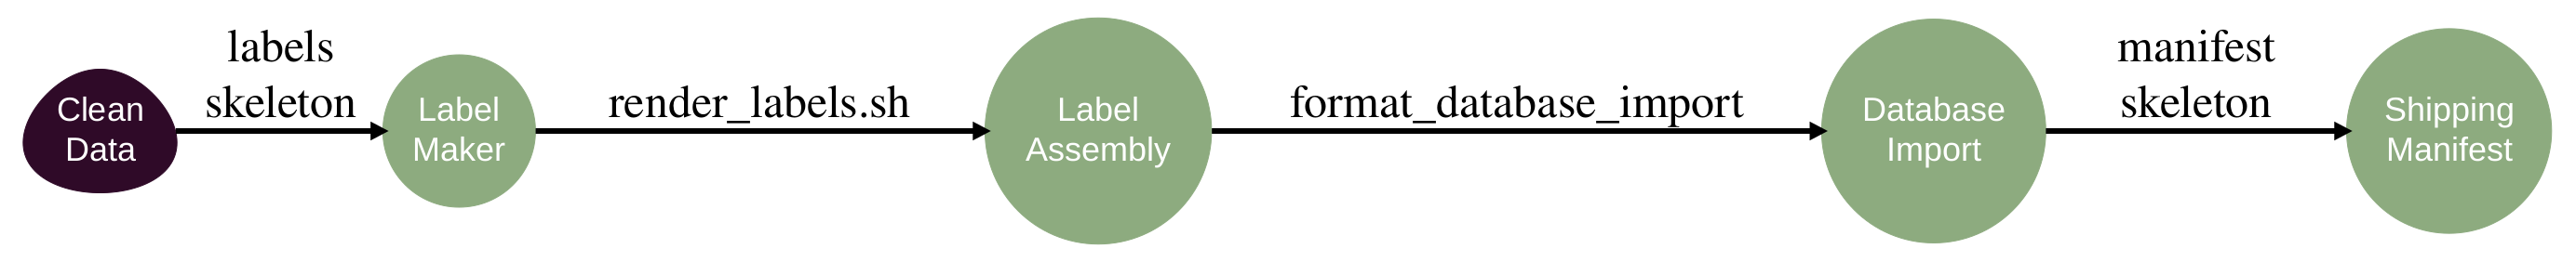 Clean
Data
labels
skeleton
Label
Maker
render_labels.sh
Label
Assembly
format_database_import
Database
Import
manifest
skeleton
Shipping
Manifest